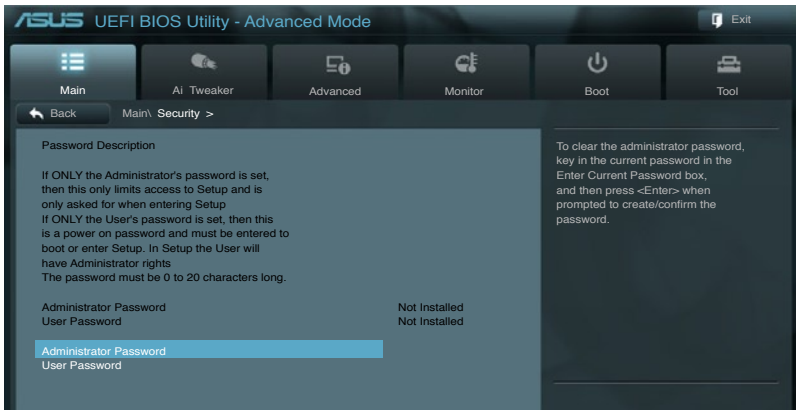 ASUS UEFI BIOS Utility - Advanced Mode
Exit
Main
Ai Tweaker
Advanced
Monitor
Boot
Tool
Back
Main\ Security >
Password Description
If ONLY the Administrator's password is set,
then this only limits access to Setup and is
only asked for when entering Setup
If ONLY the User's password is set, then this
is a power on password and must be entered to
boot or enter Setup. In Setup the User will
have Administrator rights
The password must be 0 to 20 characters long.
Administrator Password Not Installed
User Password Not Installed
Administrator Password
User Password
To clear the administrator password,
key in the current password in the
Enter Current Password box,
and then press <Enter> when
prompted to create/confirm the
password.